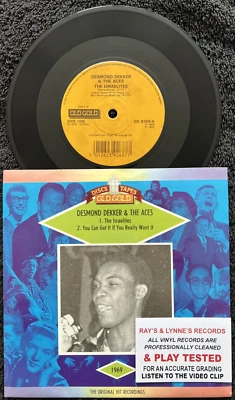 DESMOND DEKKER
& THE ACES
THE ISRAELITES
OLD GOLD
DISCS & TAPES
OLD GOLD
DESMOND DEKKER & THE ACES
1. The Israelites
2. You Can Get It If You Really Want It
1969
THE ORIGINAL HIT RECORDINGS
RAY'S & LYNNE'S RECORDS
ALL VINYL RECORDS ARE
PROFESSIONALLY CLEANED
& PLAY TESTED
FOR AN ACCURATE GRADING
LISTEN TO THE VIDEO CLIP